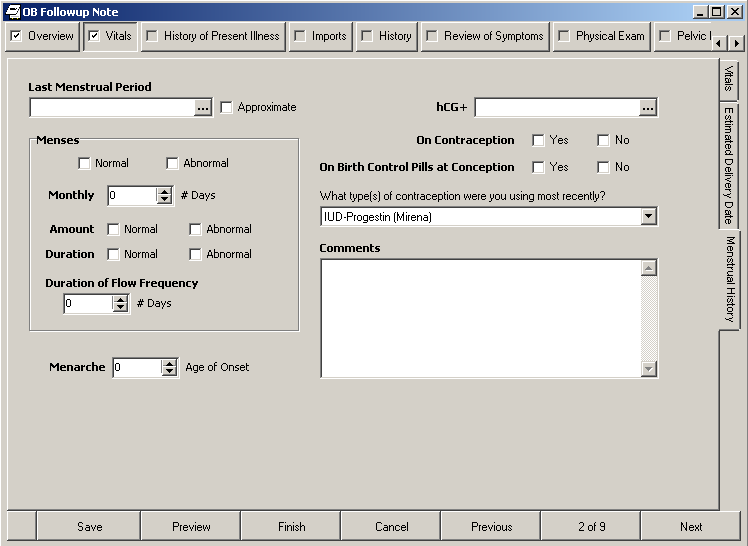 OB Followup Note
Overview Vitals History of Present Illness Imports History Review of Symptoms Physical Exam Pelvic
Last Menstrual Period
... Approximate
hCG+ ...
Menses
Normal Abnormal
Monthly 0 # Days
Amount Normal Abnormal
Duration Normal Abnormal
Duration of Flow Frequency
0 # Days
Menarche 0 Age of Onset
On Contraception Yes No
On Birth Control Pills at Conception Yes No
What type(s) of contraception were you using most recently?
IUD-Progestin (Mirena)
Comments
Vitals
Estimated Delivery Date
Menstrual History
Save Preview Finish Cancel Previous 2 of 9 Next